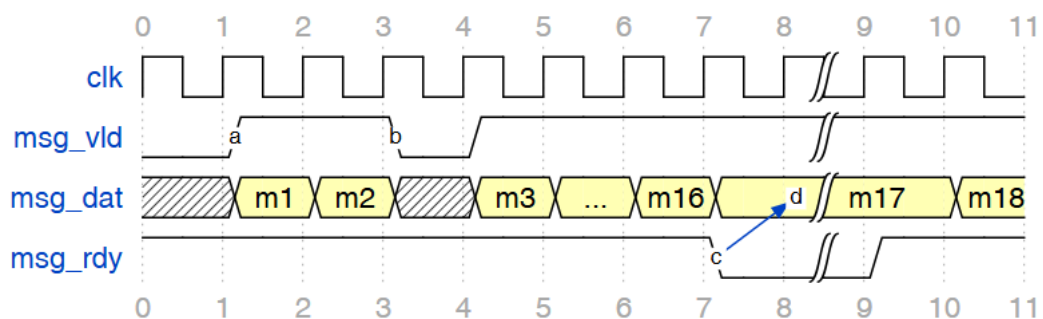 0 1 2 3 4 5 6 7 8 9 10 11
clk
msg_vld a b
msg_dat m1 m2 m3 ... m16 d m17 m18
msg_rdy c
0 1 2 3 4 5 6 7 8 9 10 11